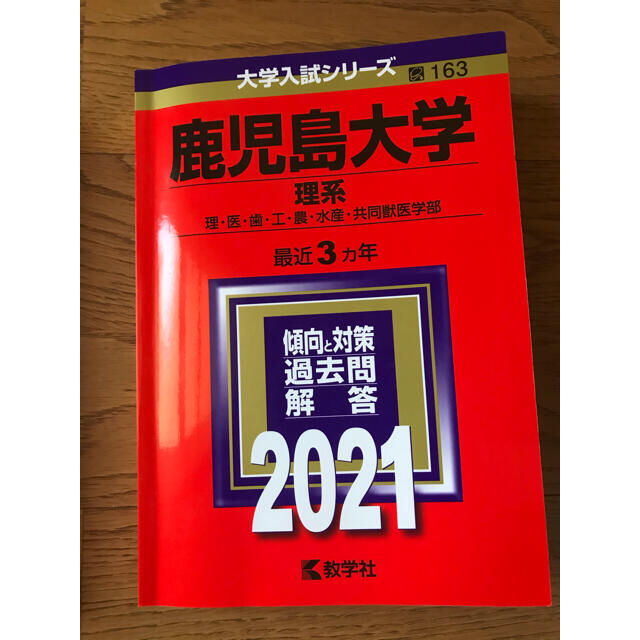 大学入試シリーズ 163
鹿児島大学
理系
理・医・歯・工・農・水産・共同獣医学部
最近3カ年
傾向と対策
過去問
解答
2021
教学社